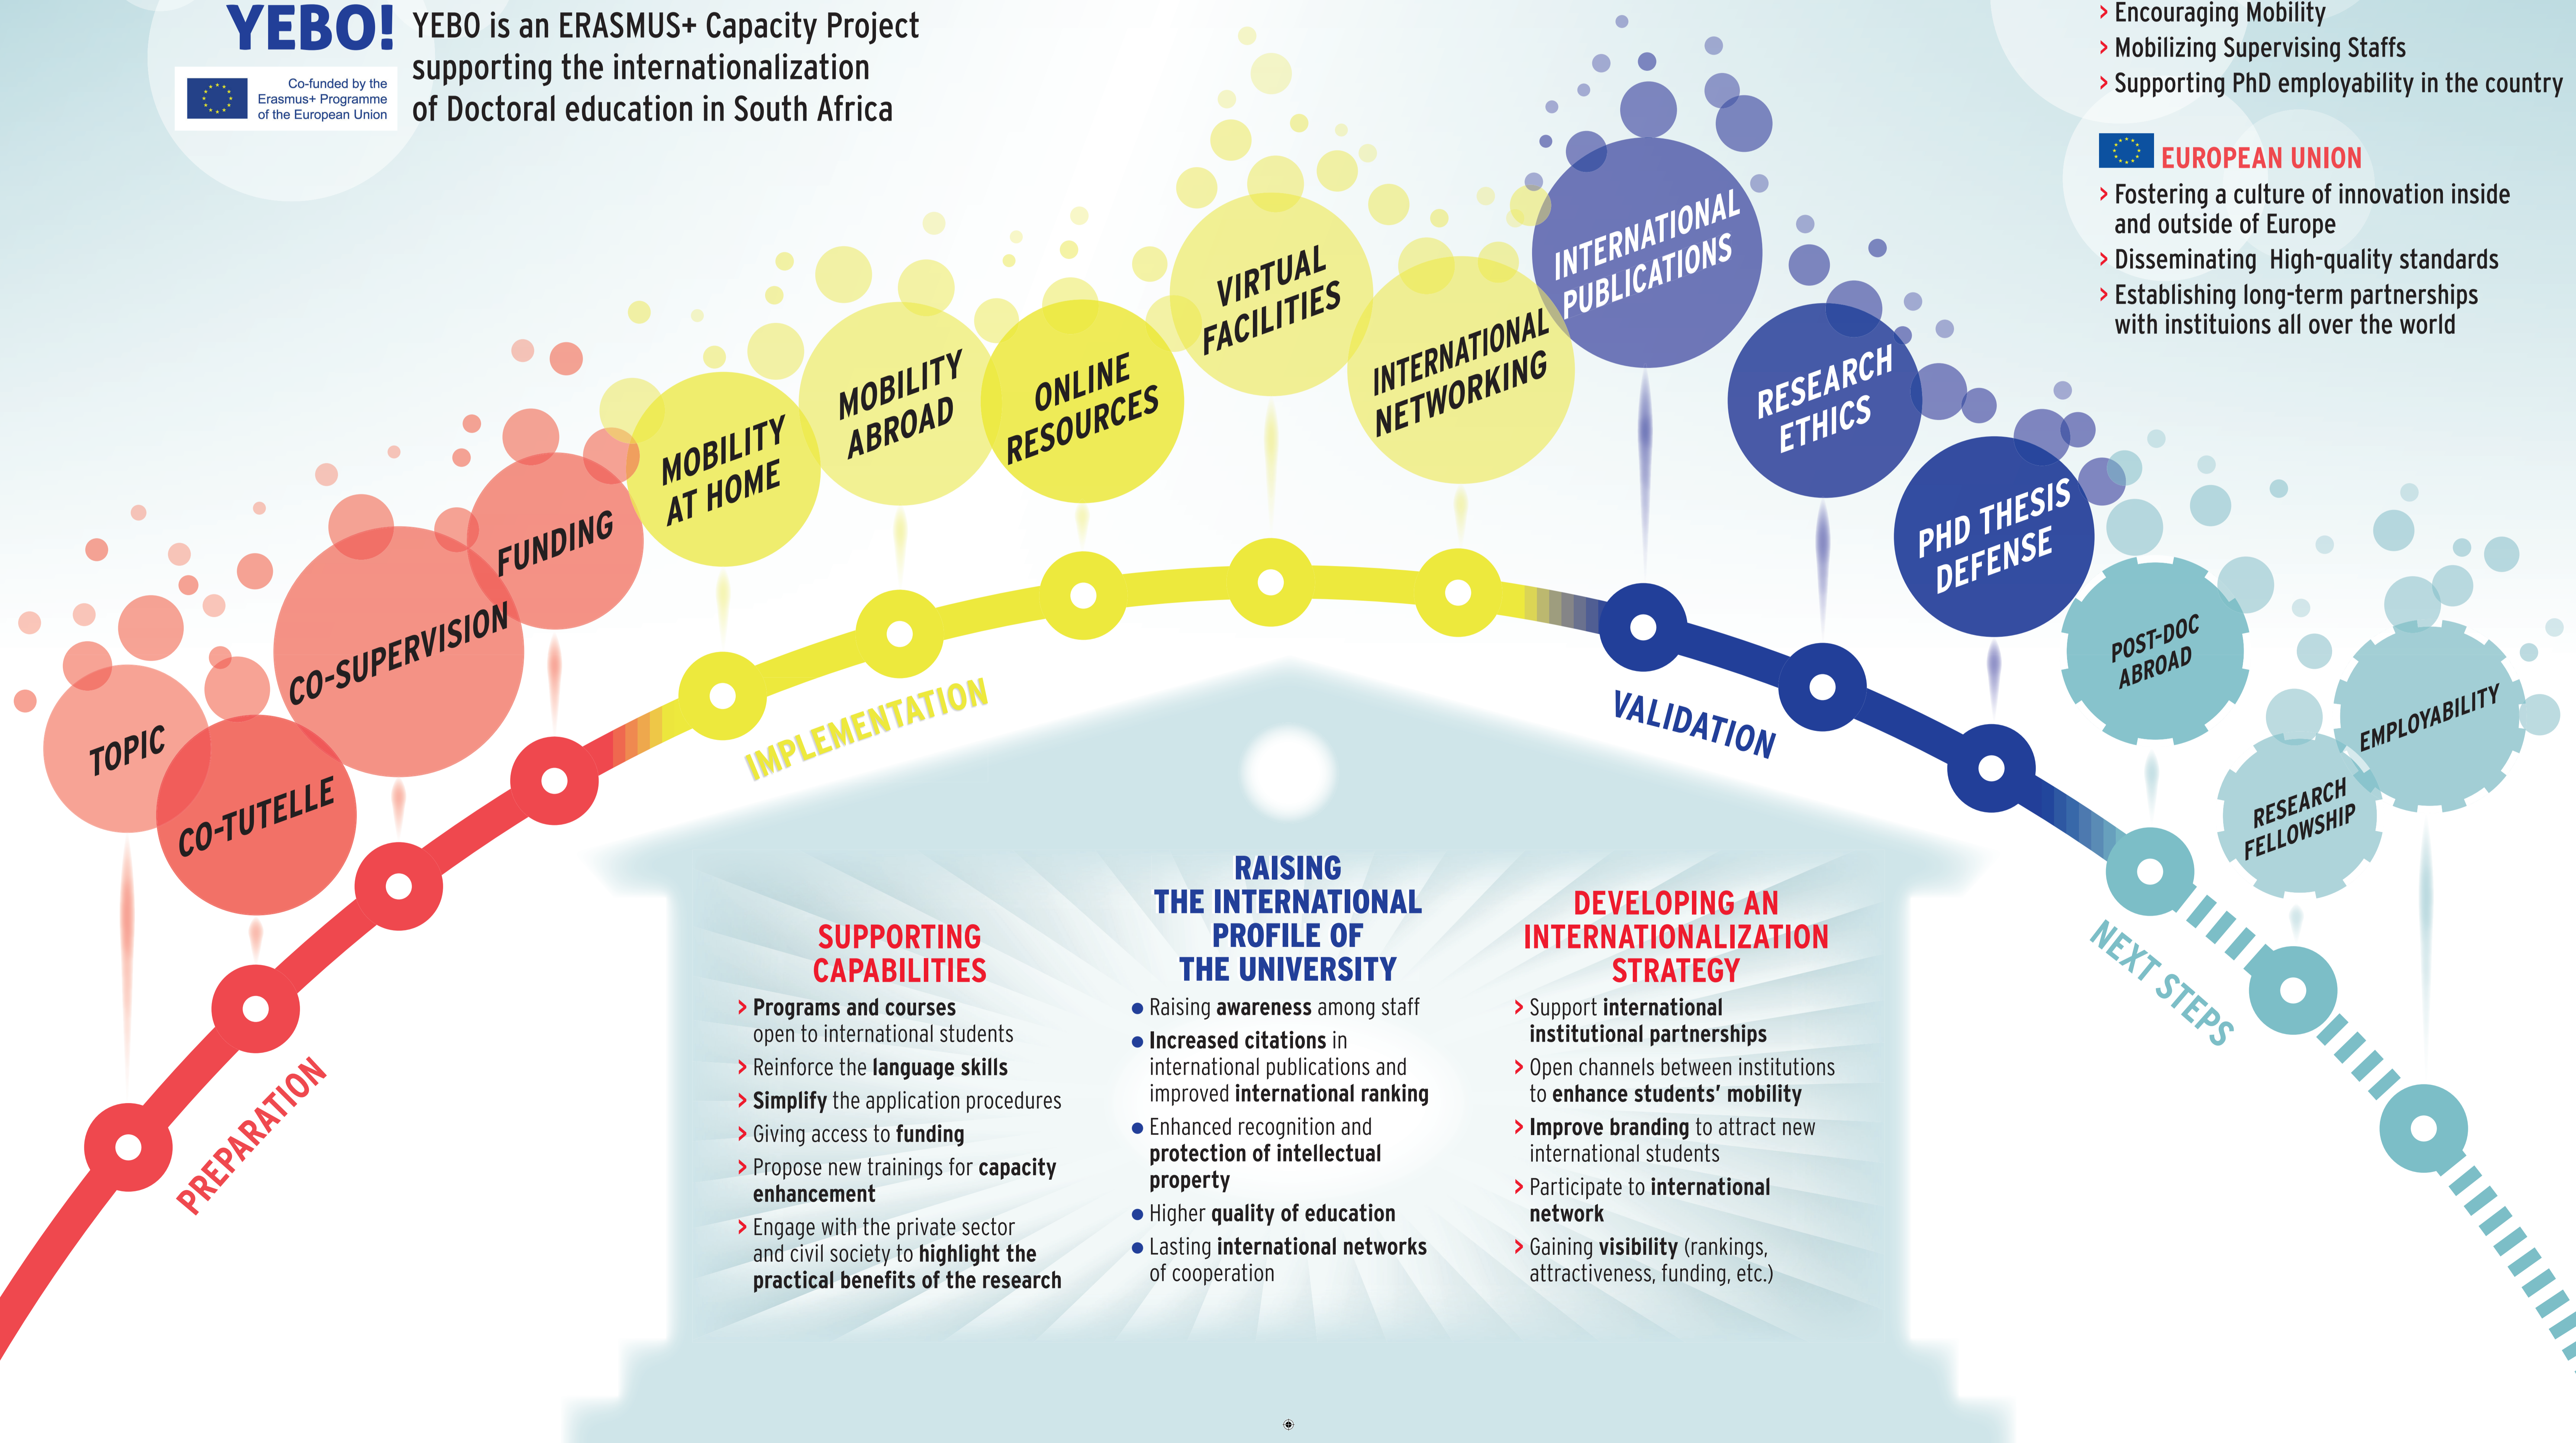 YEBO!
YEBO is an ERASMUS+ Capacity Project
supporting the internationalization
of Doctoral education in South Africa
Co-funded by the
Erasmus+ Programme
of the European Union
> Encouraging Mobility
> Mobilizing Supervising Staffs
> Supporting PhD employability in the country
EUROPEAN UNION
> Fostering a culture of innovation inside
and outside of Europe
> Disseminating High-quality standards
> Establishing long-term partnerships
with instituions all over the world
TOPIC
CO-TUTELLE
CO-SUPERVISION
FUNDING
MOBILITY
AT HOME
MOBILITY
ABROAD
ONLINE
RESOURCES
VIRTUAL
FACILITIES
INTERNATIONAL
NETWORKING
INTERNATIONAL
PUBLICATIONS
RESEARCH
ETHICS
PHD THESIS
DEFENSE
POST-DOC
ABROAD
RESEARCH
FELLOWSHIP
EMPLOYABILITY
PREPARATION
IMPLEMENTATION
VALIDATION
NEXT STEPS
SUPPORTING
CAPABILITIES
> Programs and courses
open to international students
> Reinforce the language skills
> Simplify the application procedures
> Giving access to funding
> Propose new trainings for capacity
enhancement
> Engage with the private sector
and civil society to highlight the
practical benefits of the research
RAISING
THE INTERNATIONAL
PROFILE OF
THE UNIVERSITY
● Raising awareness among staff
● Increased citations in
international publications and
improved international ranking
● Enhanced recognition and
protection of intellectual
property
● Higher quality of education
● Lasting international networks
of cooperation
DEVELOPING AN
INTERNATIONALIZATION
STRATEGY
> Support international
institutional partnerships
> Open channels between institutions
to enhance students' mobility
> Improve branding to attract new
international students
> Participate to international
network
> Gaining visibility (rankings,
attractiveness, funding, etc.)